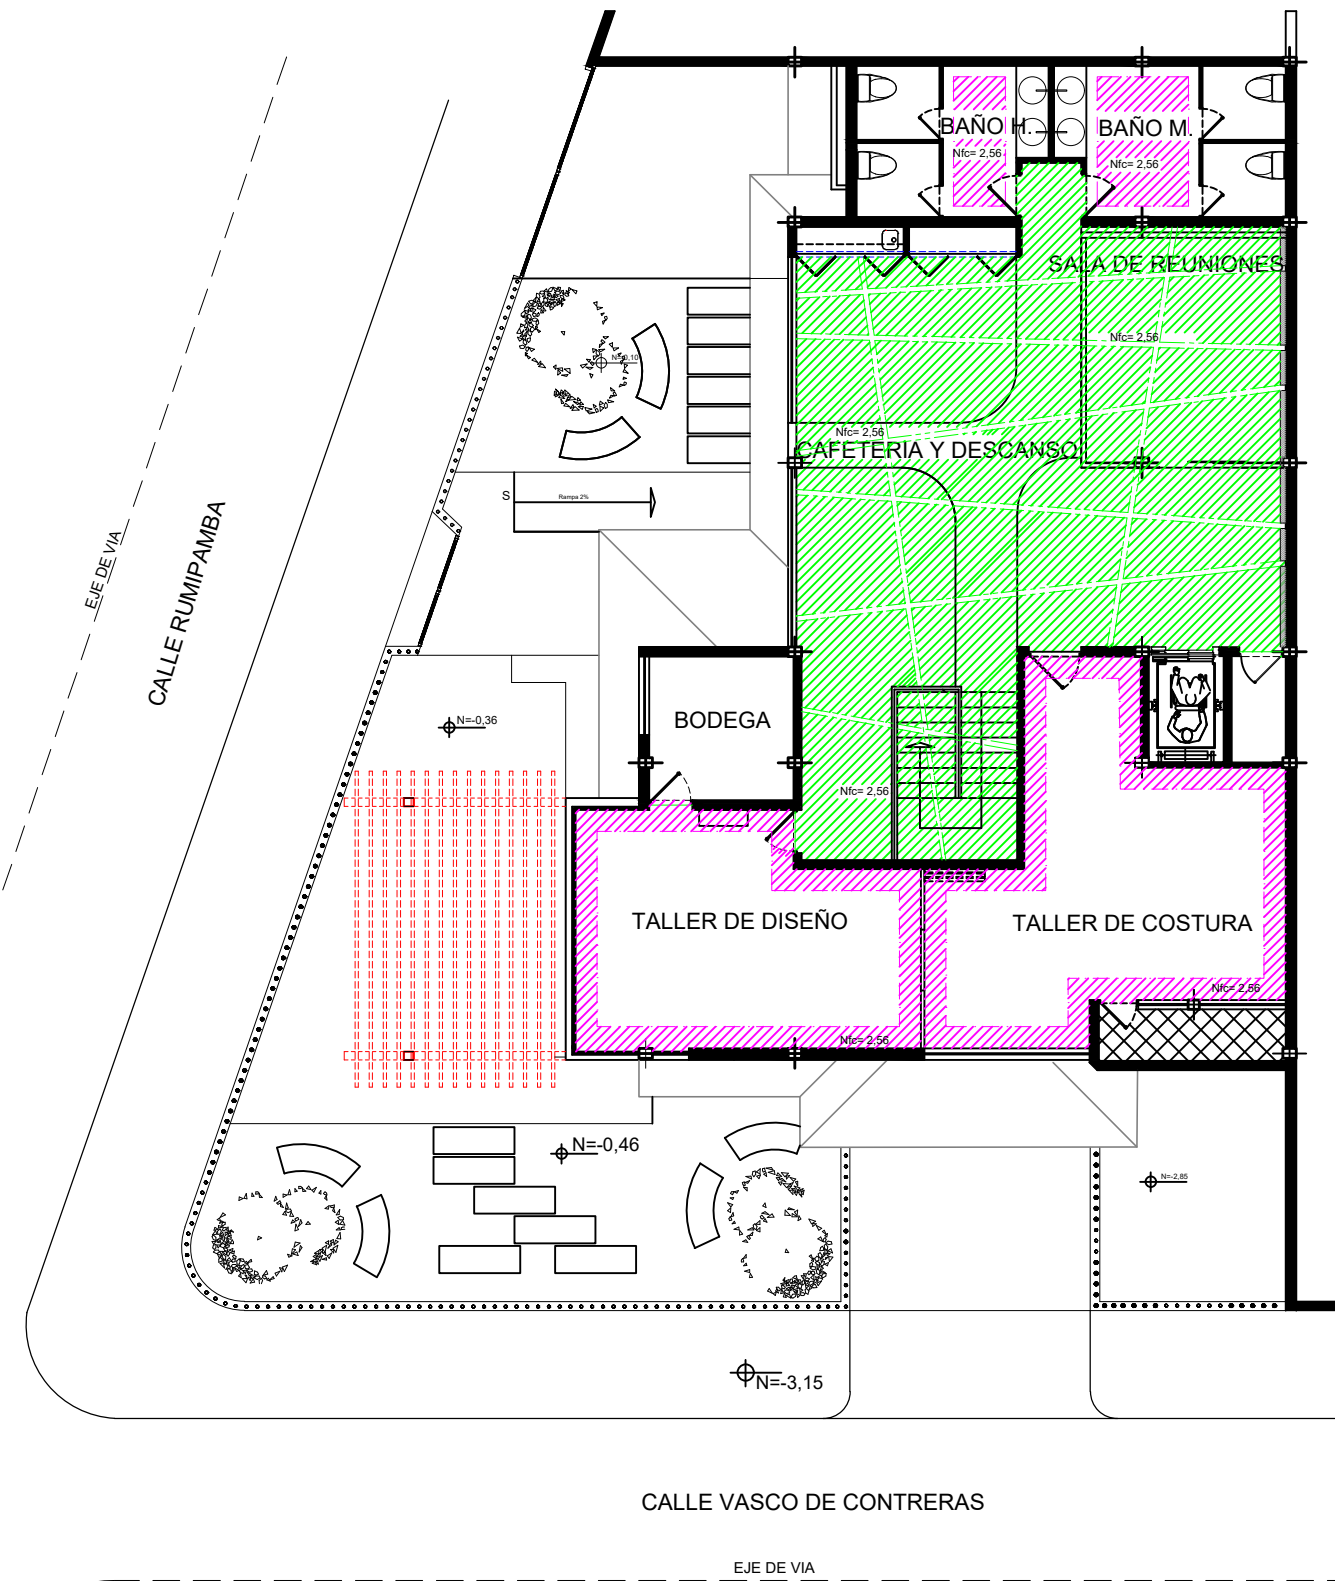 BAÑO H.
BAÑO M.
Nfc= 2,56
Nfc= 2,56
SALA DE REUNIONES
Nfc= 2,56
N=-0,10
Nfc= 2,56
CAFETERIA Y DESCANSO
S
Rampa 2%
EJE DE VIA
CALLE RUMIPAMBA
N=-0,36
BODEGA
Nfc= 2,56
TALLER DE DISEÑO
TALLER DE COSTURA
Nfc= 2,56
Nfc= 2,56
N=-0,46
N=-2,85
N=-3,15
CALLE VASCO DE CONTRERAS
EJE DE VIA